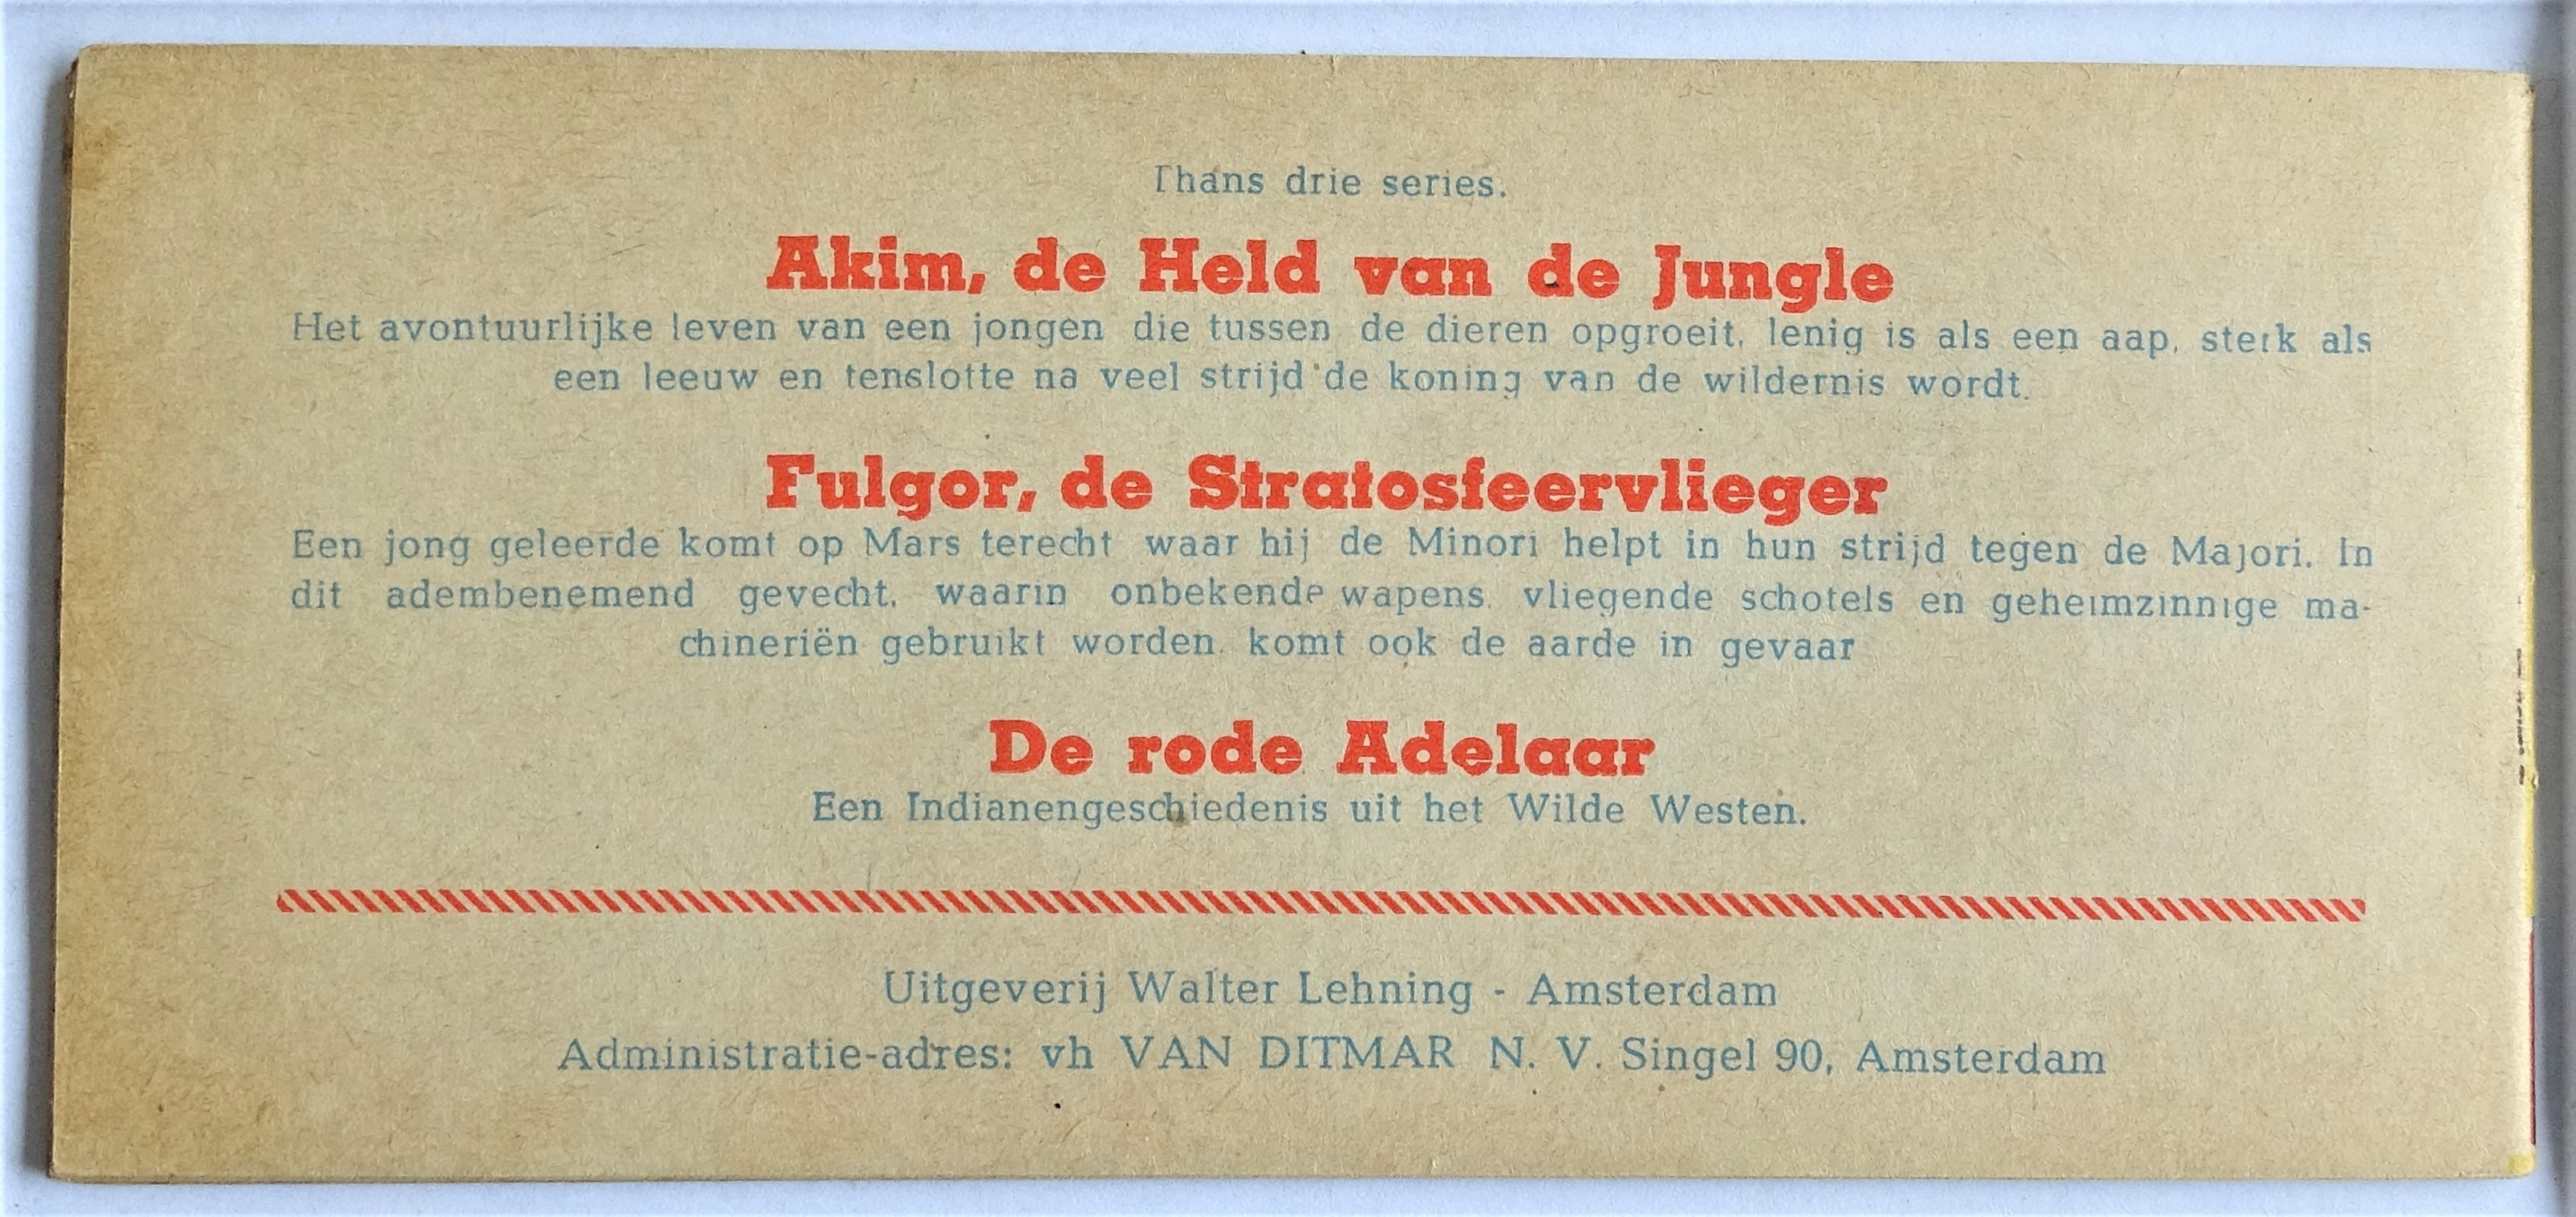 Thans drie series.
Akim, de Held van de Jungle
Het avontuurlijke leven van een jongen die tussen de dieren opgroeit, lenig is als een aap, sterk als
een leeuw en tenslotte na veel strijd de koning van de wildernis wordt.
Fulgor, de Stratosfeervlieger
Een jong geleerde komt op Mars terecht waar hij de Minori helpt in hun strijd tegen de Majori. In
dit adembenemend gevecht, waarin onbekende wapens, vliegende schotels en geheimzinnige ma-
chineriën gebruikt worden, komt ook de aarde in gevaar
De rode Adelaar
Een Indianengeschiedenis uit het Wilde Westen.
Uitgeverij Walter Lehning - Amsterdam
Administratie-adres: vh VAN DITMAR N. V. Singel 90, Amsterdam